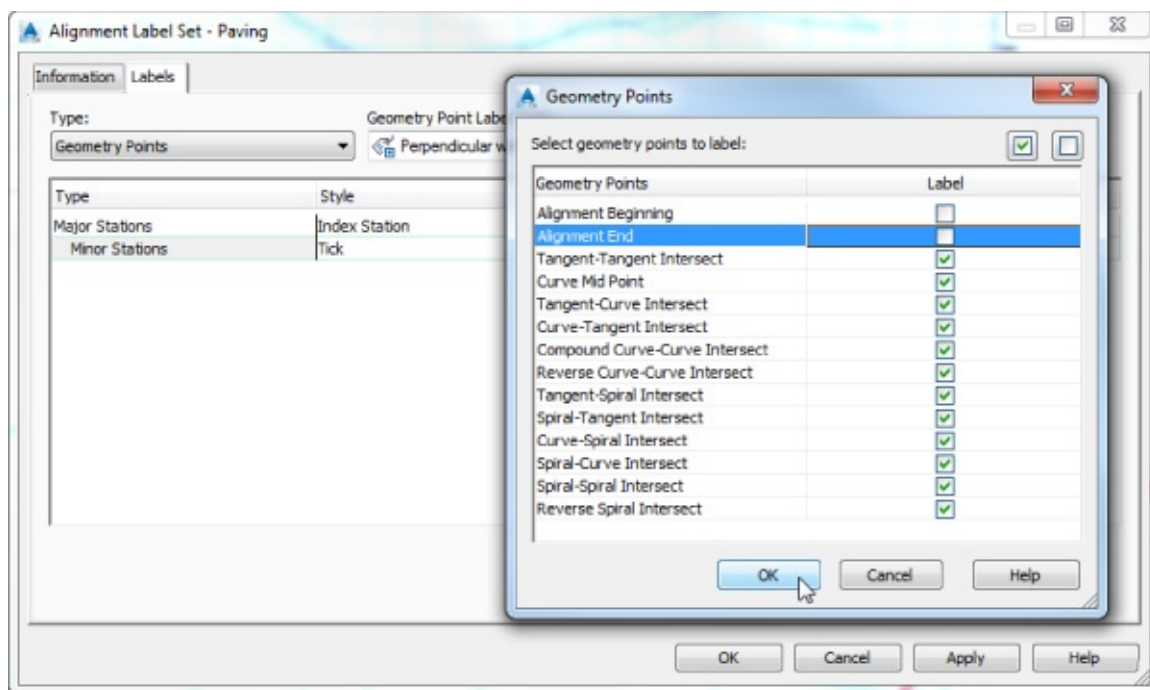 Alignment Label Set - Paving
Information Labels
Type:
Geometry Points
Geometry Point Labe
Perpendicular w
Type Style
Major Stations Index Station
Minor Stations Tick
Geometry Points
Select geometry points to label:
Geometry Points Label
Alignment Beginning
Alignment End
Tangent-Tangent Intersect
Curve Mid Point
Tangent-Curve Intersect
Curve-Tangent Intersect
Compound Curve-Curve Intersect
Reverse Curve-Curve Intersect
Tangent-Spiral Intersect
Spiral-Tangent Intersect
Curve-Spiral Intersect
Spiral-Curve Intersect
Spiral-Spiral Intersect
Reverse Spiral Intersect
OK Cancel Help
OK Cancel Apply Help